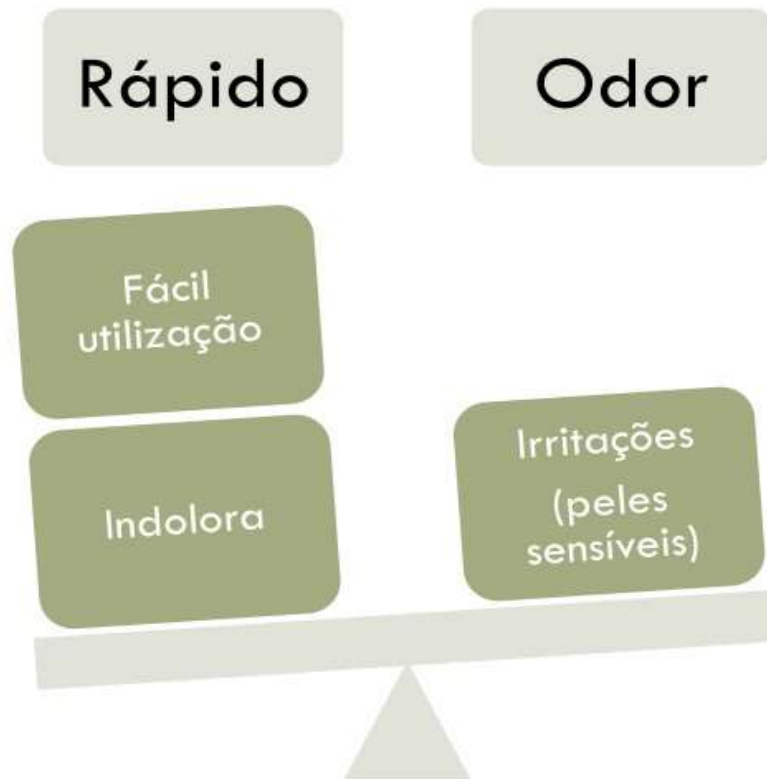 Rápido
Odor
Fácil
utilização
Indolora
Irritações
(peles
sensíveis)